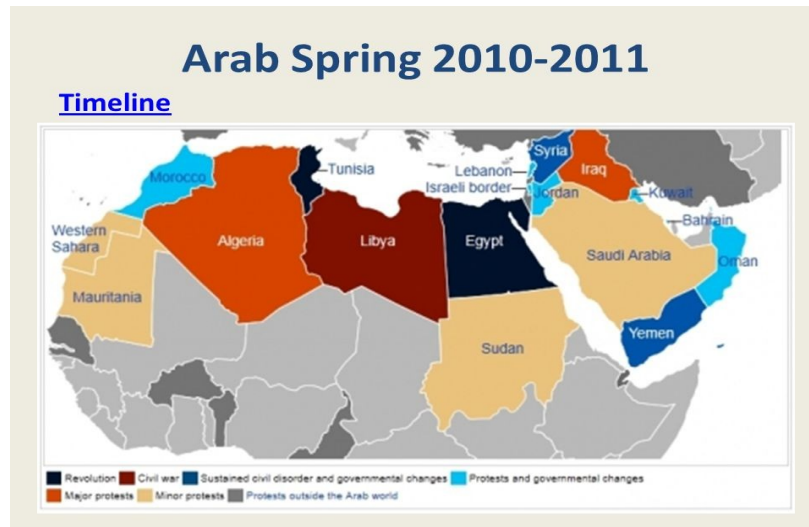 Arab Spring 2010-2011
Timeline
Morocco
Tunisia
Lebanon
Syria
Iraq
Israeli border
Jordan
Kuwait
Western
Sahara
Algeria
Libya
Egypt
Bahrain
Saudi Arabia
Oman
Mauritania
Sudan
Yemen
Revolution Civil war Sustained civil disorder and governmental changes Protests and governmental changes
Major protests Minor protests Protests outside the Arab world